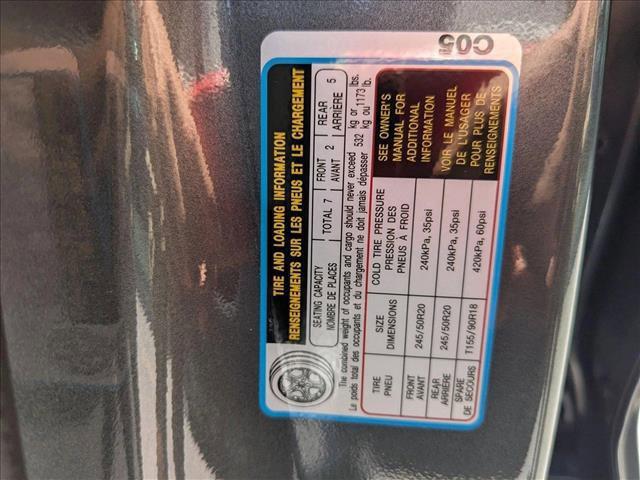 TIRE AND LOADING INFORMATION
RENSEIGNEMENTS SUR LES PNEUS ET LE CHARGEMENT
SEATING CAPACITY
NOMBRE DE PLACES
TOTAL 7
FRONT
AVANT 2
REAR
ARRIÈRE 5
The combined weight of occupants and cargo should never exceed 532 kg or 1173 lbs.
Le poids total des occupants et du chargement ne doit jamais dépasser 532 kg ou 1173 lb.
TIRE
PNEU
SIZE
DIMENSIONS
COLD TIRE PRESSURE
PRESSION DES
PNEUS À FROID
FRONT
AVANT
245/50R20
240kPa, 35psi
REAR
ARRIÈRE
245/50R20
240kPa, 35psi
SPARE
DE SECOURS
T155/90R18
420kPa, 60psi
SEE OWNER'S
MANUAL FOR
ADDITIONAL
INFORMATION
VOIR LE MANUEL
DE L'USAGER
POUR PLUS DE
RENSEIGNEMENTS
C05